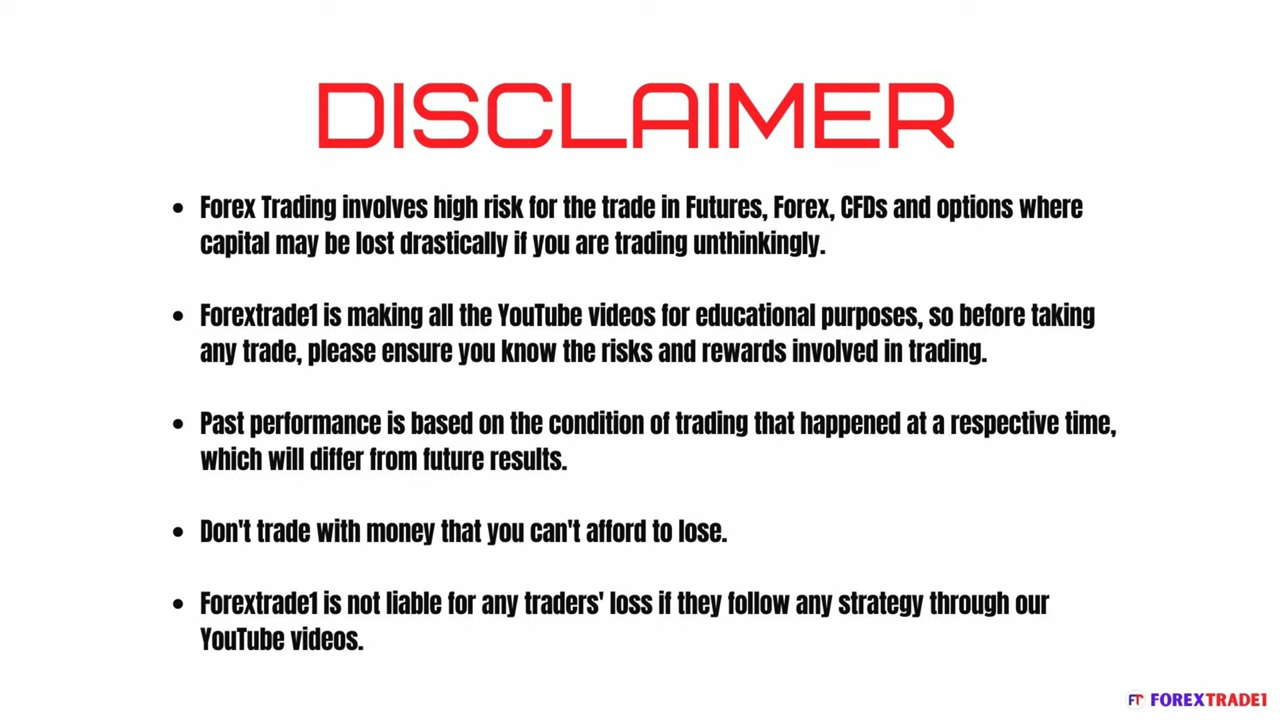 DISCLAIMER
• Forex Trading involves high risk for the trade in Futures, Forex, CFDs and options where
capital may be lost drastically if you are trading unthinkingly.
• Forextrade1 is making all the YouTube videos for educational purposes, so before taking
any trade, please ensure you know the risks and rewards involved in trading.
• Past performance is based on the condition of trading that happened at a respective time,
which will differ from future results.
• Don't trade with money that you can't afford to lose.
• Forextrade1 is not liable for any traders' loss if they follow any strategy through our
YouTube videos.
FT FOREXTRADE1